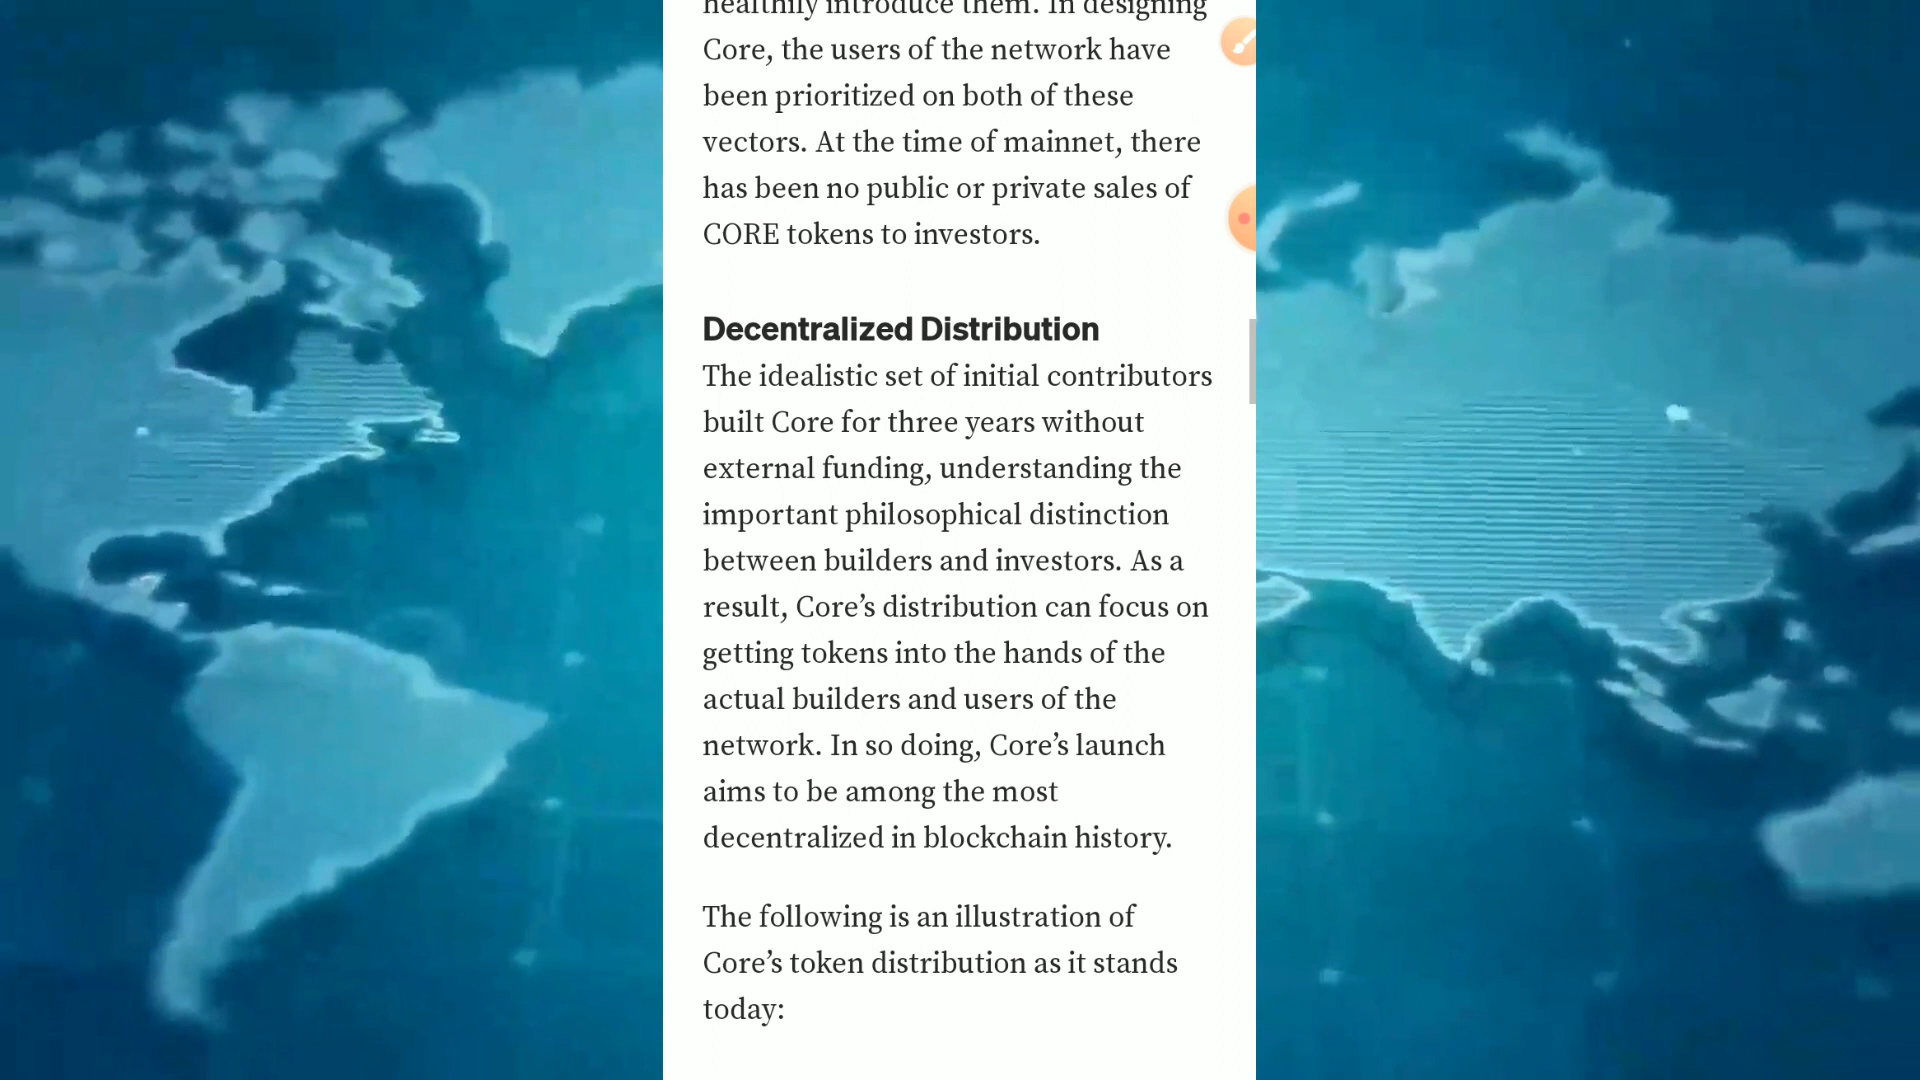 healthily introduce them. In designing
Core, the users of the network have
been prioritized on both of these
vectors. At the time of mainnet, there
has been no public or private sales of
CORE tokens to investors.
Decentralized Distribution
The idealistic set of initial contributors
built Core for three years without
external funding, understanding the
important philosophical distinction
between builders and investors. As a
result, Core’s distribution can focus on
getting tokens into the hands of the
actual builders and users of the
network. In so doing, Core’s launch
aims to be among the most
decentralized in blockchain history.
The following is an illustration of
Core’s token distribution as it stands
today: